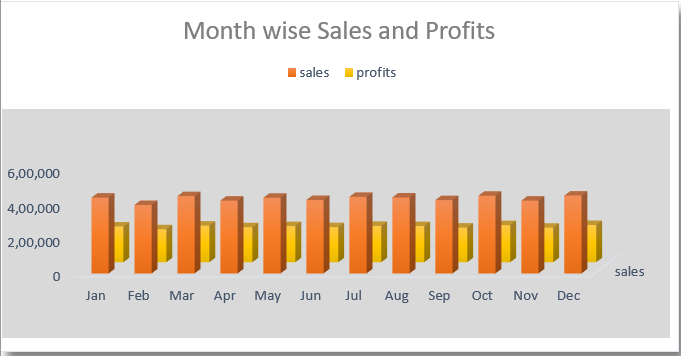 Month wise Sales and Profits
sales profits
6,00,000
4,00,000
2,00,000
0
sales
Jan Feb Mar Apr May Jun Jul Aug Sep Oct Nov Dec